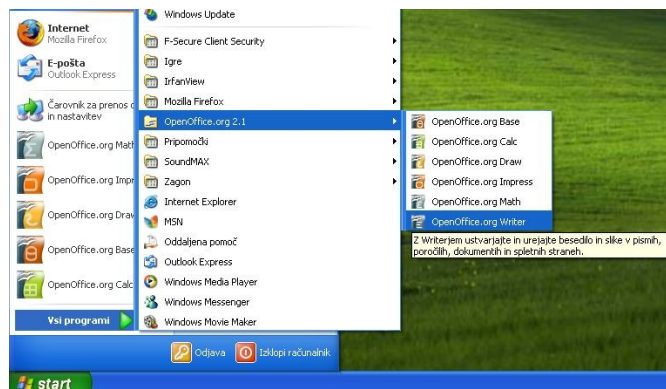 Internet
Mozilla Firefox
E-pošta
Outlook Express
Čarovnik za prenos
in nastavitev
OpenOffice.org Math
OpenOffice.org Impr
OpenOffice.org Draw
OpenOffice.org Base
OpenOffice.org Calc
Vsi programi
Windows Update
F-Secure Client Security
Igre
IrfanView
Mozilla Firefox
OpenOffice.org 2.1
Pripomočki
SoundMAX
Zagon
Internet Explorer
MSN
Oddaljena pomoč
Outlook Express
Windows Media Player
Windows Messenger
Windows Movie Maker
OpenOffice.org Base
OpenOffice.org Calc
OpenOffice.org Draw
OpenOffice.org Impress
OpenOffice.org Math
OpenOffice.org Writer
Z Writerjem ustvarjajte in urejajte besedilo in slike v pismih,
poročilih, dokumentih in spletnih straneh.
Odjava
Izklopi računalnik
start